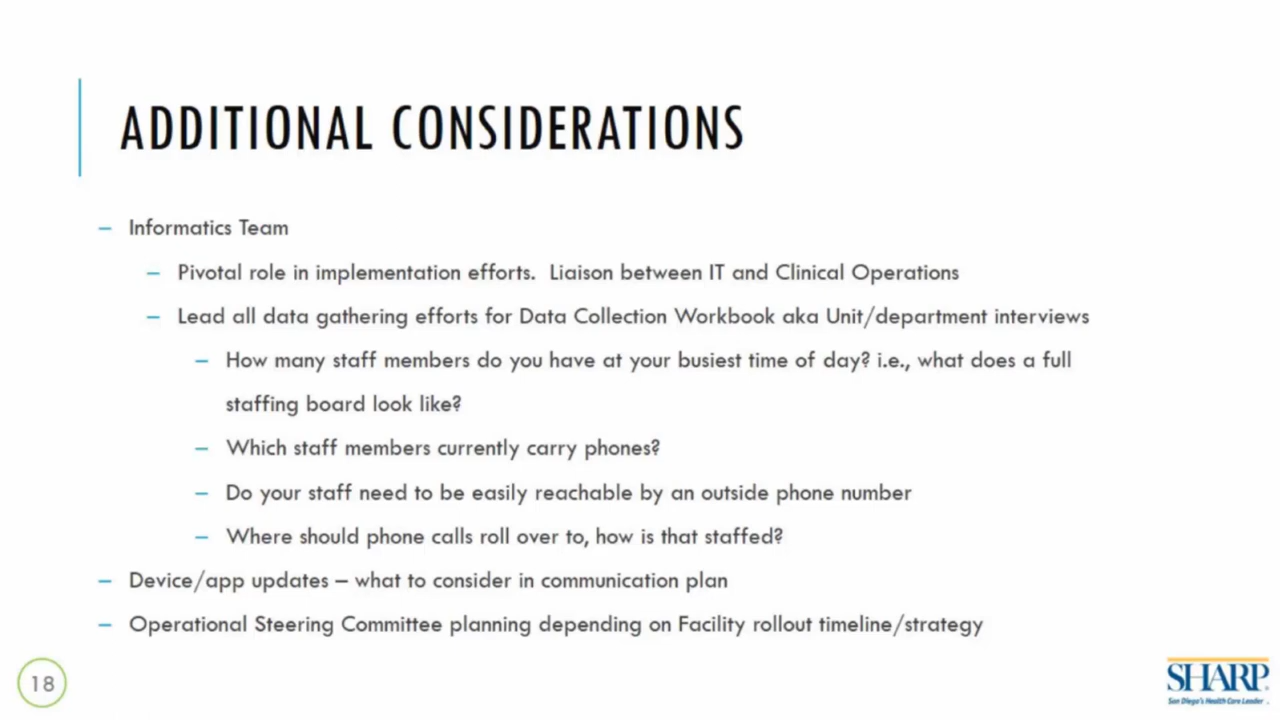 ADDITIONAL CONSIDERATIONS
– Informatics Team
– Pivotal role in implementation efforts.  Liaison between IT and Clinical Operations
– Lead all data gathering efforts for Data Collection Workbook aka Unit/department interviews
– How many staff members do you have at your busiest time of day? i.e., what does a full
staffing board look like?
– Which staff members currently carry phones?
– Do your staff need to be easily reachable by an outside phone number
– Where should phone calls roll over to, how is that staffed?
– Device/app updates – what to consider in communication plan
– Operational Steering Committee planning depending on Facility rollout timeline/strategy
18
SHARP
San Diego's Health Care Leader